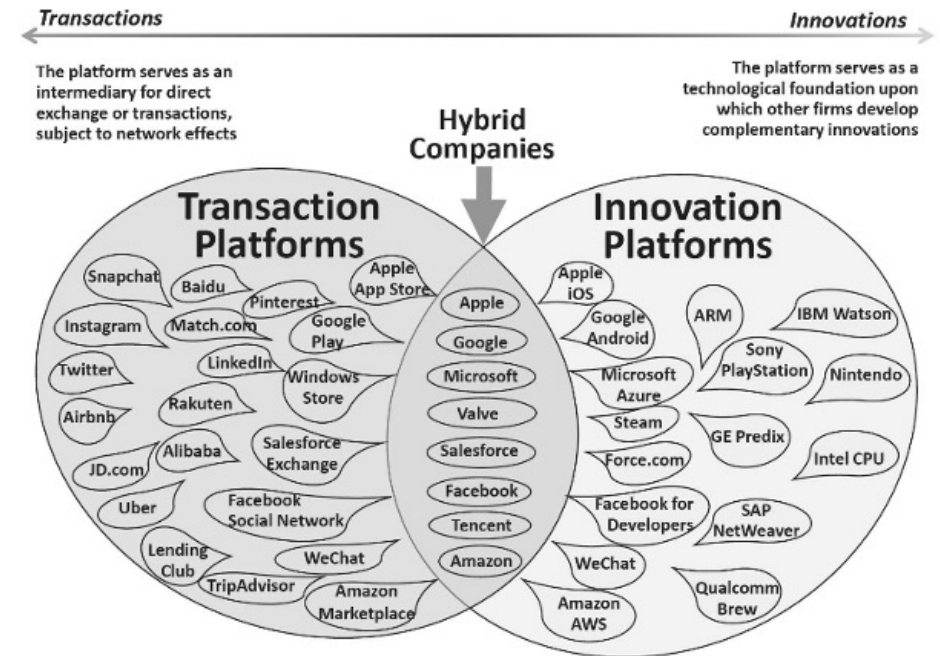 Transactions
Innovations
The platform serves as an
intermediary for direct
exchange or transactions,
subject to network effects
The platform serves as a
technological foundation upon
which other firms develop
complementary innovations
Hybrid
Companies
Transaction
Platforms
Innovation
Platforms
Snapchat
Baidu
Pinterest
Apple
App Store
Instagram
Match.com
Google
Play
Twitter
LinkedIn
Windows
Store
Airbnb
Rakuten
JD.com
Alibaba
Salesforce
Exchange
Uber
Facebook
Social Network
Lending
Club
WeChat
TripAdvisor
Amazon
Marketplace
Apple
Google
Microsoft
Valve
Salesforce
Facebook
Tencent
Amazon
Apple
iOS
Google
Android
ARM
IBM Watson
Microsoft
Azure
Sony
PlayStation
Nintendo
Steam
GE Predix
Force.com
Intel CPU
Facebook for
Developers
SAP
NetWeaver
WeChat
Qualcomm
Brew
Amazon
AWS